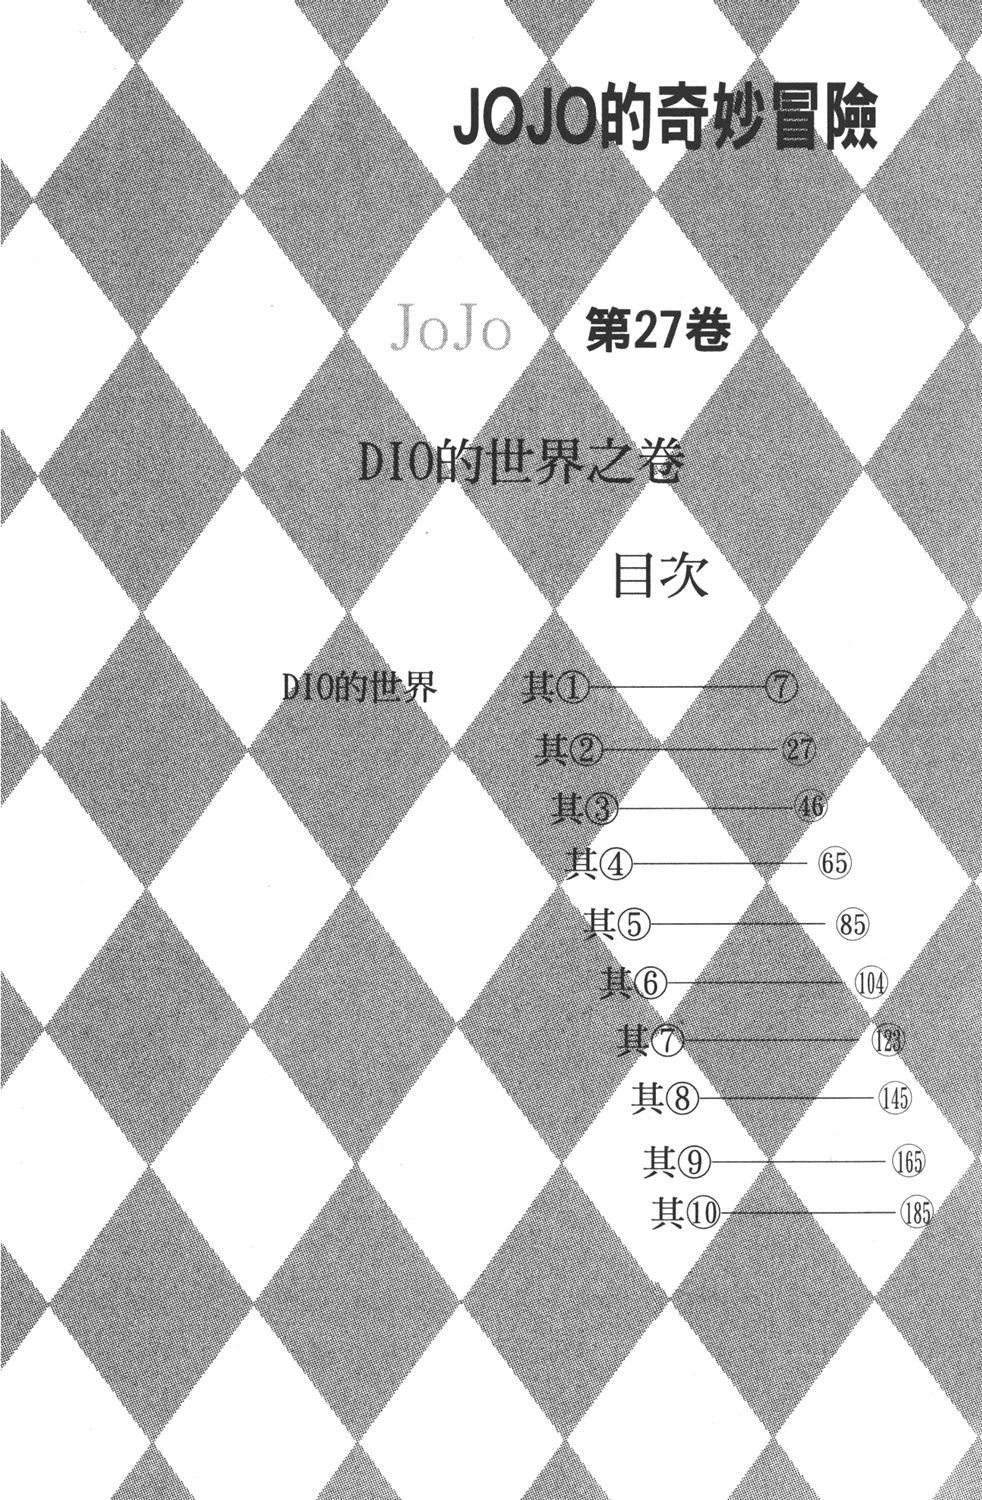 JOJO的奇妙冒險
JoJo 第27卷
DIO的世界之卷
目次
DIO的世界 其① ⑦
其② ㉗
其③ ㊻
其④ 65
其⑤ 85
其⑥ 104
其⑦ 123
其⑧ 145
其⑨ 165
其⑩ 185